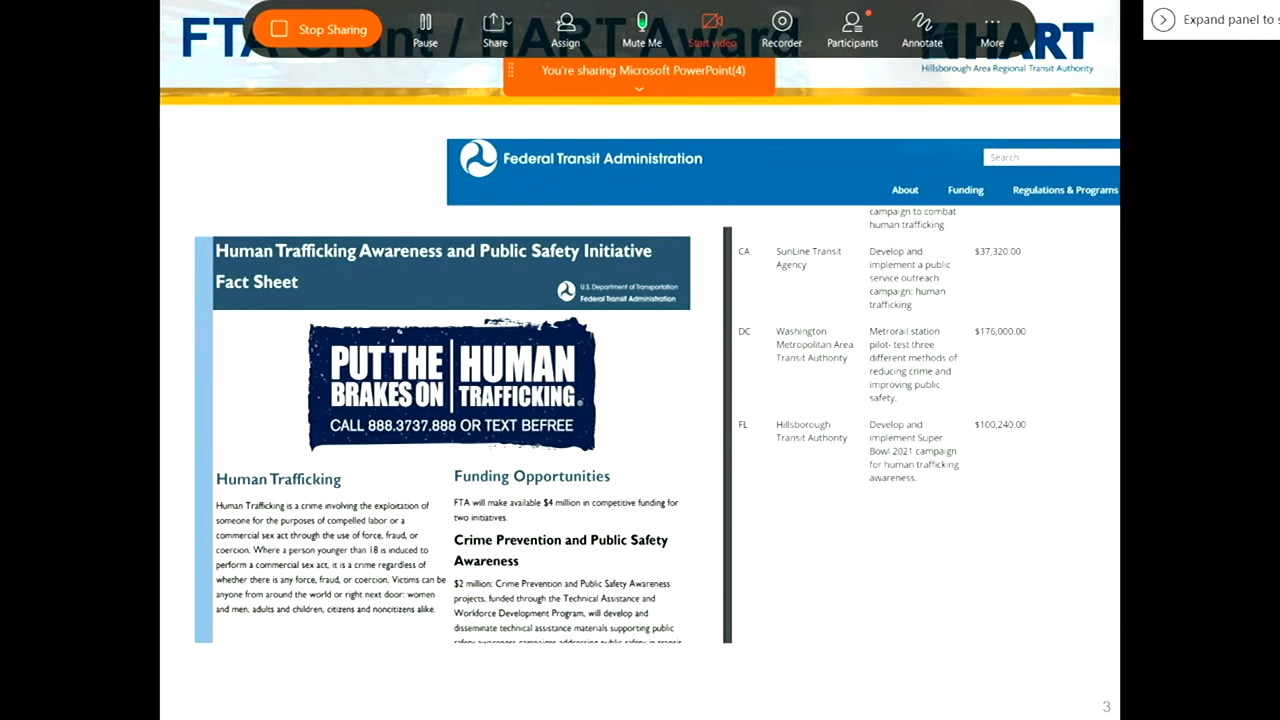 FTA Grant / HART Award
HART
Hillsborough Area Regional Transit Authority
Stop Sharing
Pause
Share
Assign
Mute Me
Start video
Recorder
Participants
Annotate
More
You're sharing Microsoft PowerPoint(4)
Expand panel to
Federal Transit Administration
Search
About
Funding
Regulations & Programs
Human Trafficking Awareness and Public Safety Initiative
Fact Sheet
U.S. Department of Transportation
Federal Transit Administration
PUT THE
BRAKES ON
HUMAN
TRAFFICKING®
CALL 888.3737.888 OR TEXT BEFREE
Human Trafficking
Human Trafficking is a crime involving the exploitation of
someone for the purposes of compelled labor or a
commercial sex act through the use of force, fraud, or
coercion. Where a person younger than 18 is induced to
perform a commercial sex act, it is a crime regardless of
whether there is any force, fraud, or coercion. Victims can be
anyone from around the world or right next door: women
and men, adults and children, citizens and noncitizens alike.
Funding Opportunities
FTA will make available $4 million in competitive funding for
two initiatives.
Crime Prevention and Public Safety
Awareness
$2 million: Crime Prevention and Public Safety Awareness
projects, funded through the Technical Assistance and
Workforce Development Program, will develop and
disseminate technical assistance materials supporting public
safety awareness campaigns addressing public safety in transit
campaign to combat
human trafficking
CA
SunLine Transit
Agency
Develop and
implement a public
service outreach
campaign: human
trafficking
$37,320.00
DC
Washington
Metropolitan Area
Transit Authority
Metrorail station
pilot- test three
different methods of
reducing crime and
improving public
safety.
$176,000.00
FL
Hillsborough
Transit Authority
Develop and
implement Super
Bowl 2021 campaign
for human trafficking
awareness.
$100,240.00
3